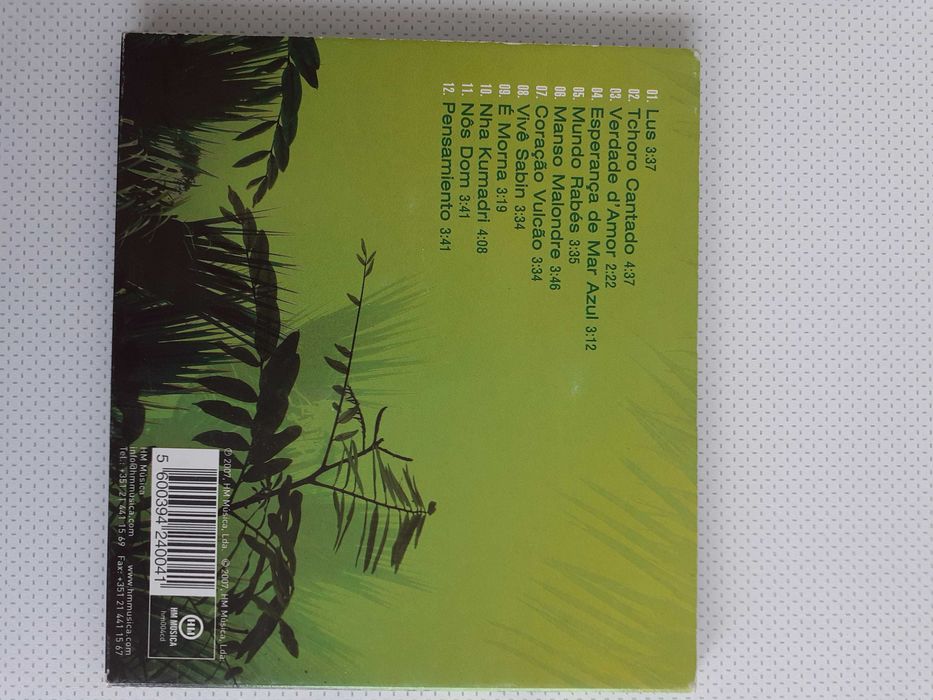 01. Lus 3:37
02. Tchoro Cantado 4:37
03. Verdade d'Amor 2:22
04. Esperança de Mar Azul 3:12
05. Mundo Rabés 3:35
06. Manso Malondre 3:46
07. Coração Vulcão 3:34
08. Vivê Sabin 3:34
09. É Morna 3:19
10. Nha Kumadri 4:08
11. Nôs Dom 3:41
12. Pensamiento 3:41
℗ 2007, HM Música, Lda. © 2007, HM Música, Lda.
5 600394 240041
HM
HM MÚSICA
hm004cd
HM Música
info@hmmusica.com www.hmmusica.com
Tel.: +351 21 441 15 69 Fax: +351 21 441 15 67